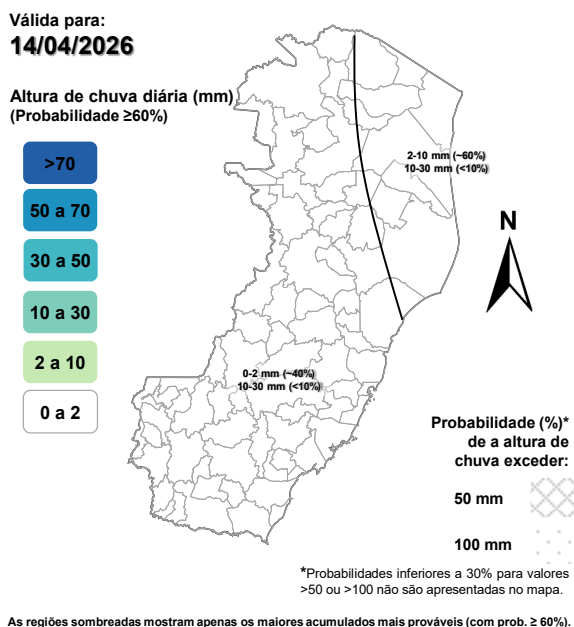 Válida para:
14/04/2026
Altura de chuva diária (mm)
(Probabilidade ≥60%)
>70
50 a 70
30 a 50
10 a 30
2 a 10
0 a 2
2-10 mm (~60%)
10-30 mm (<10%)
N
0-2 mm (~40%)
10-30 mm (<10%)
Probabilidade (%)*
de a altura de
chuva exceder:
50 mm
100 mm
*Probabilidades inferiores a 30% para valores
>50 ou >100 não são apresentadas no mapa.
As regiões sombreadas mostram apenas os maiores acumulados mais prováveis (com prob. ≥ 60%).